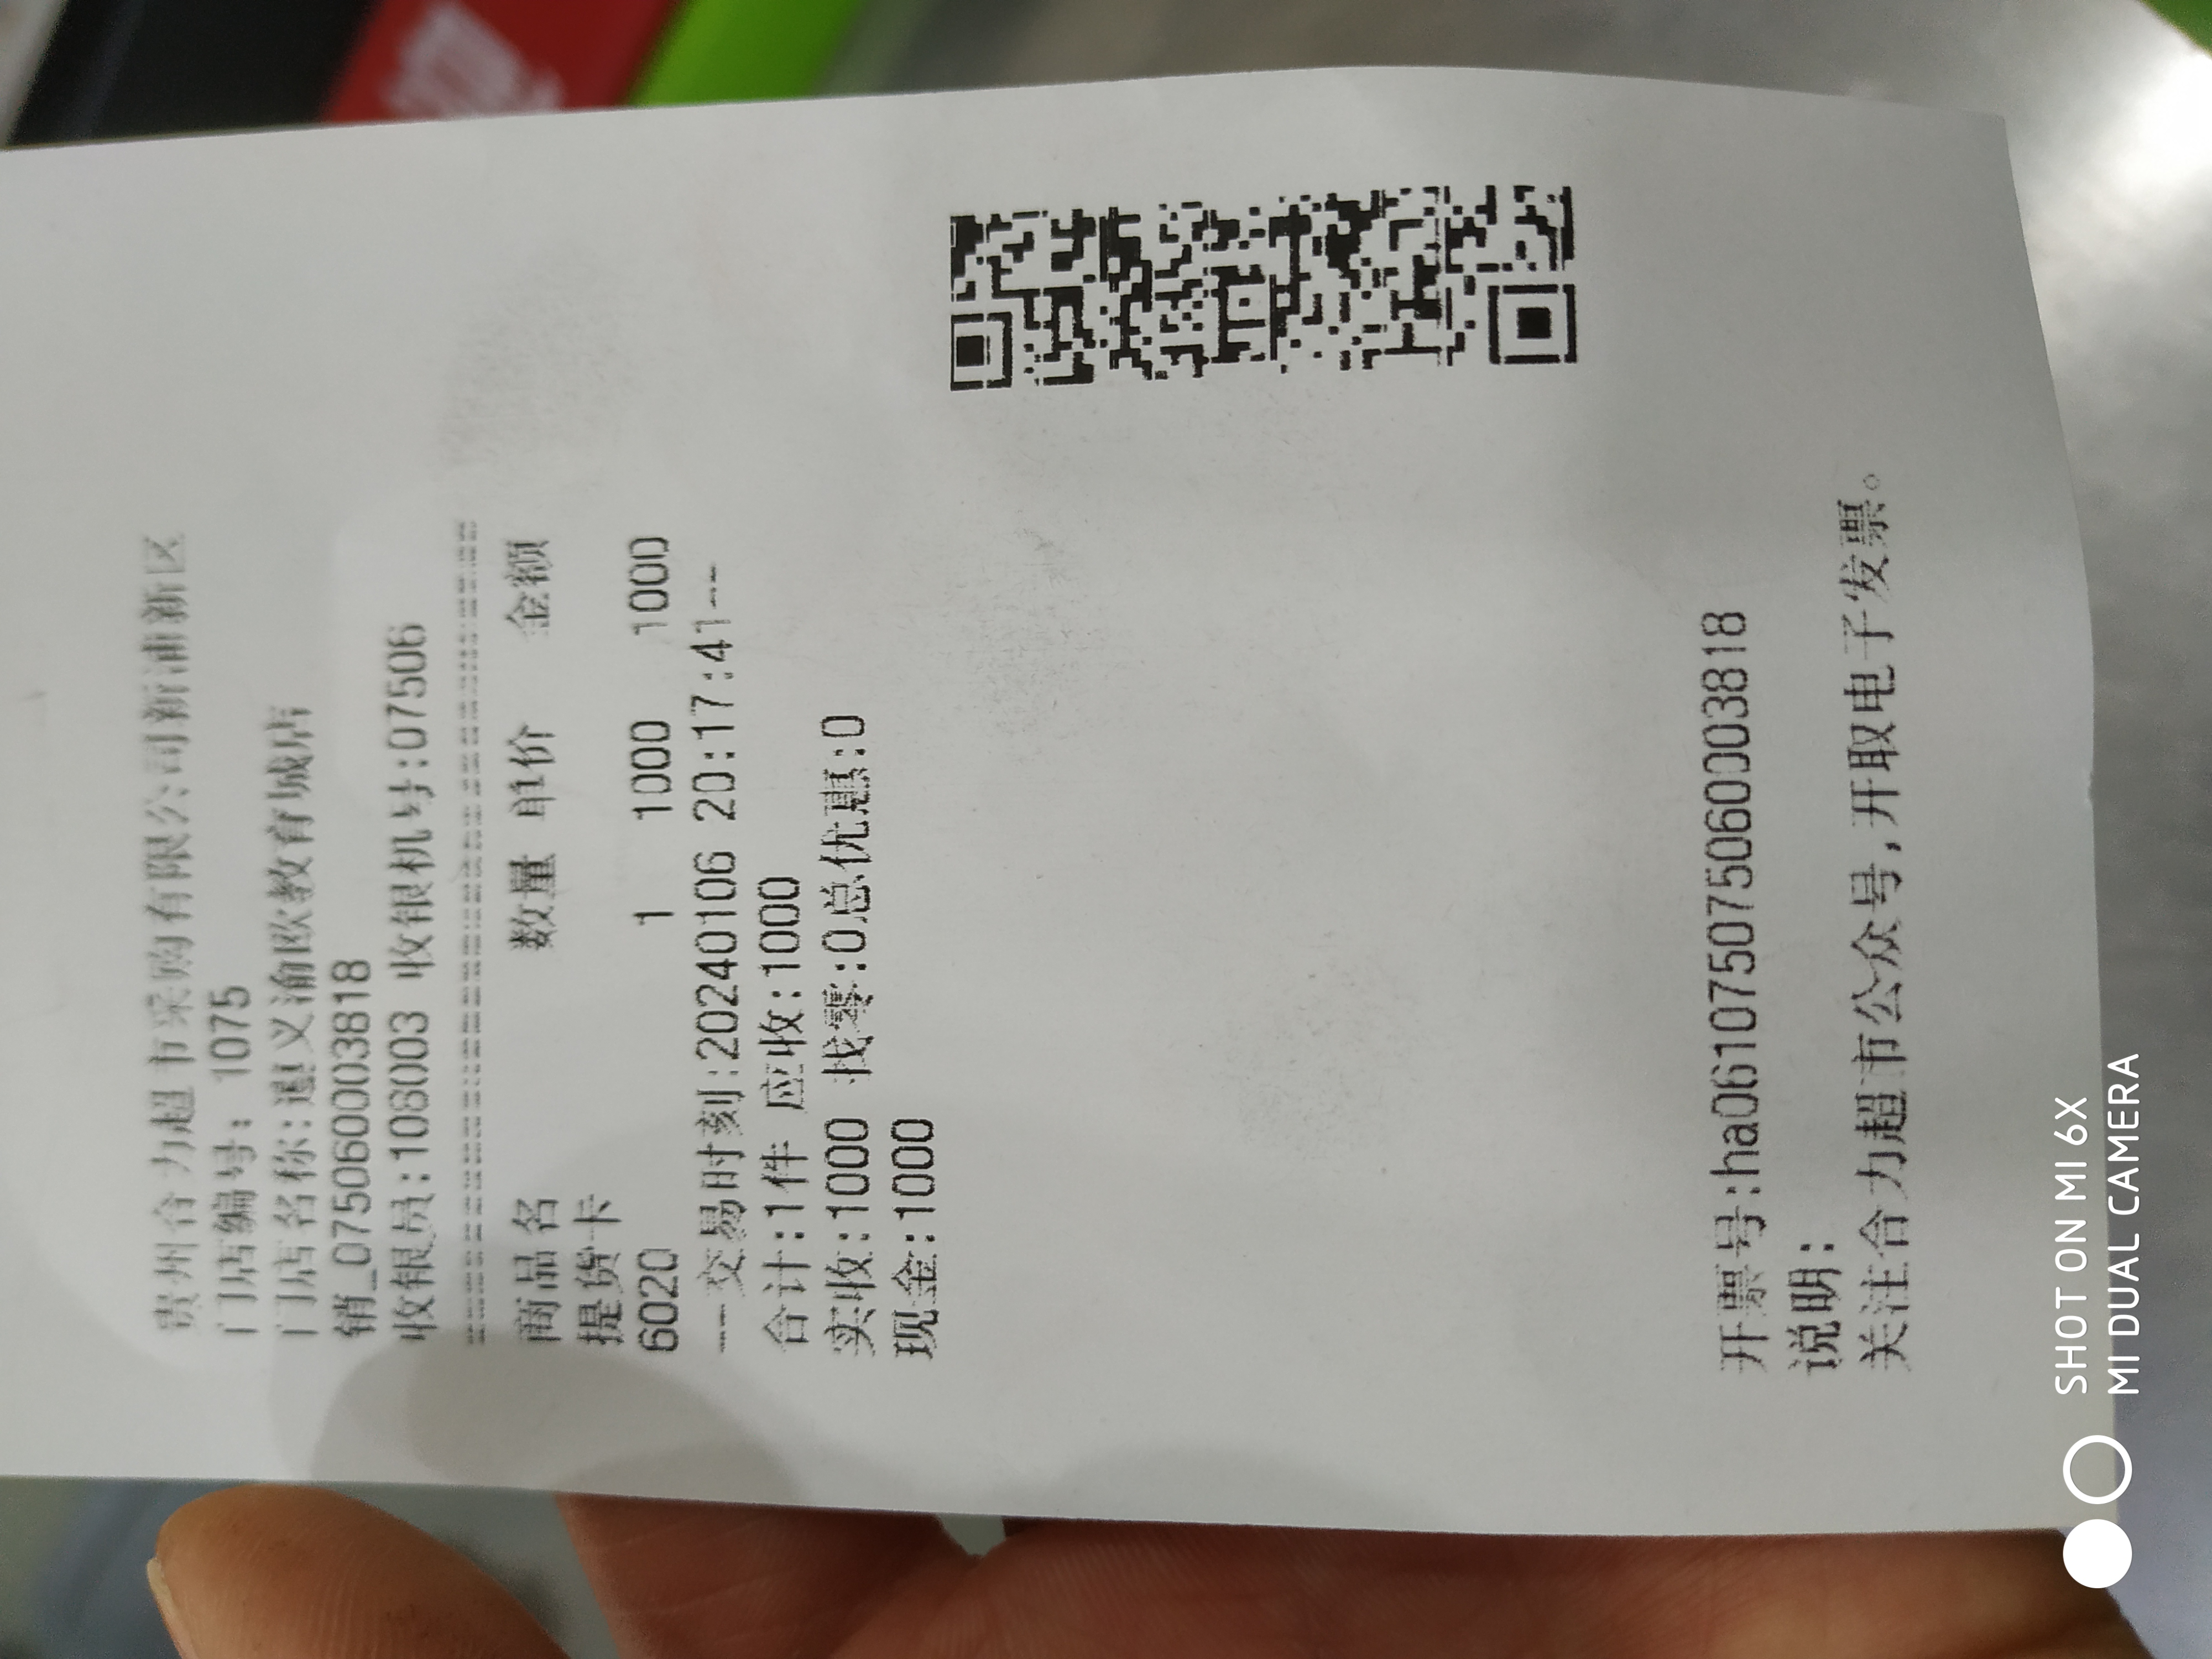 贵州合力超市采购有限公司新浦新区
门店编号: 1075
门店名称:遵义渝欧教育城店
销_075060003818
收银员:108003 收银机号:07506
商品名 数量 单价 金额
提货卡
6020 1 1000 1000
---交易时刻:20240106 20:17:41---
合计:1件 应收:1000
实收:1000 找零:0总优惠:0
现金:1000
开票号:ha061075075060003818
说明:
关注合力超市公众号,开取电子发票。
SHOT ON MI 6X
MI DUAL CAMERA